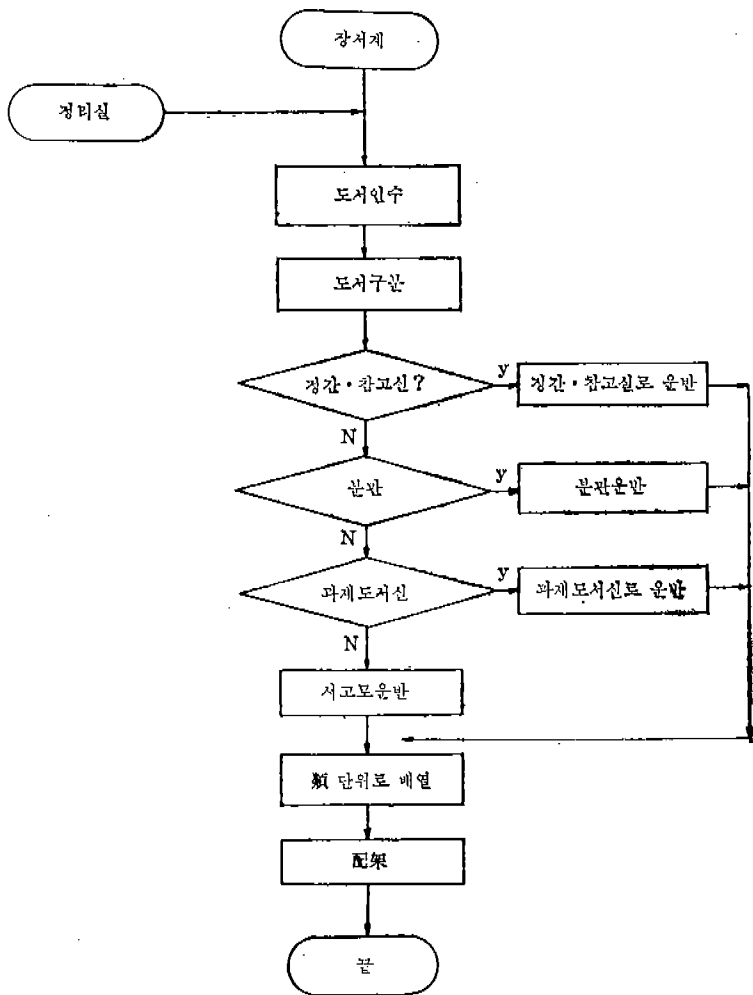 장서계
정리실
도서인수
도서구분
정간·참고실?
y
정간·참고실로 운반
N
분관
y
분관운반
N
과제도서실
y
과제도서실로 운반
N
서고로운반
類 단위로 배열
配架
끝